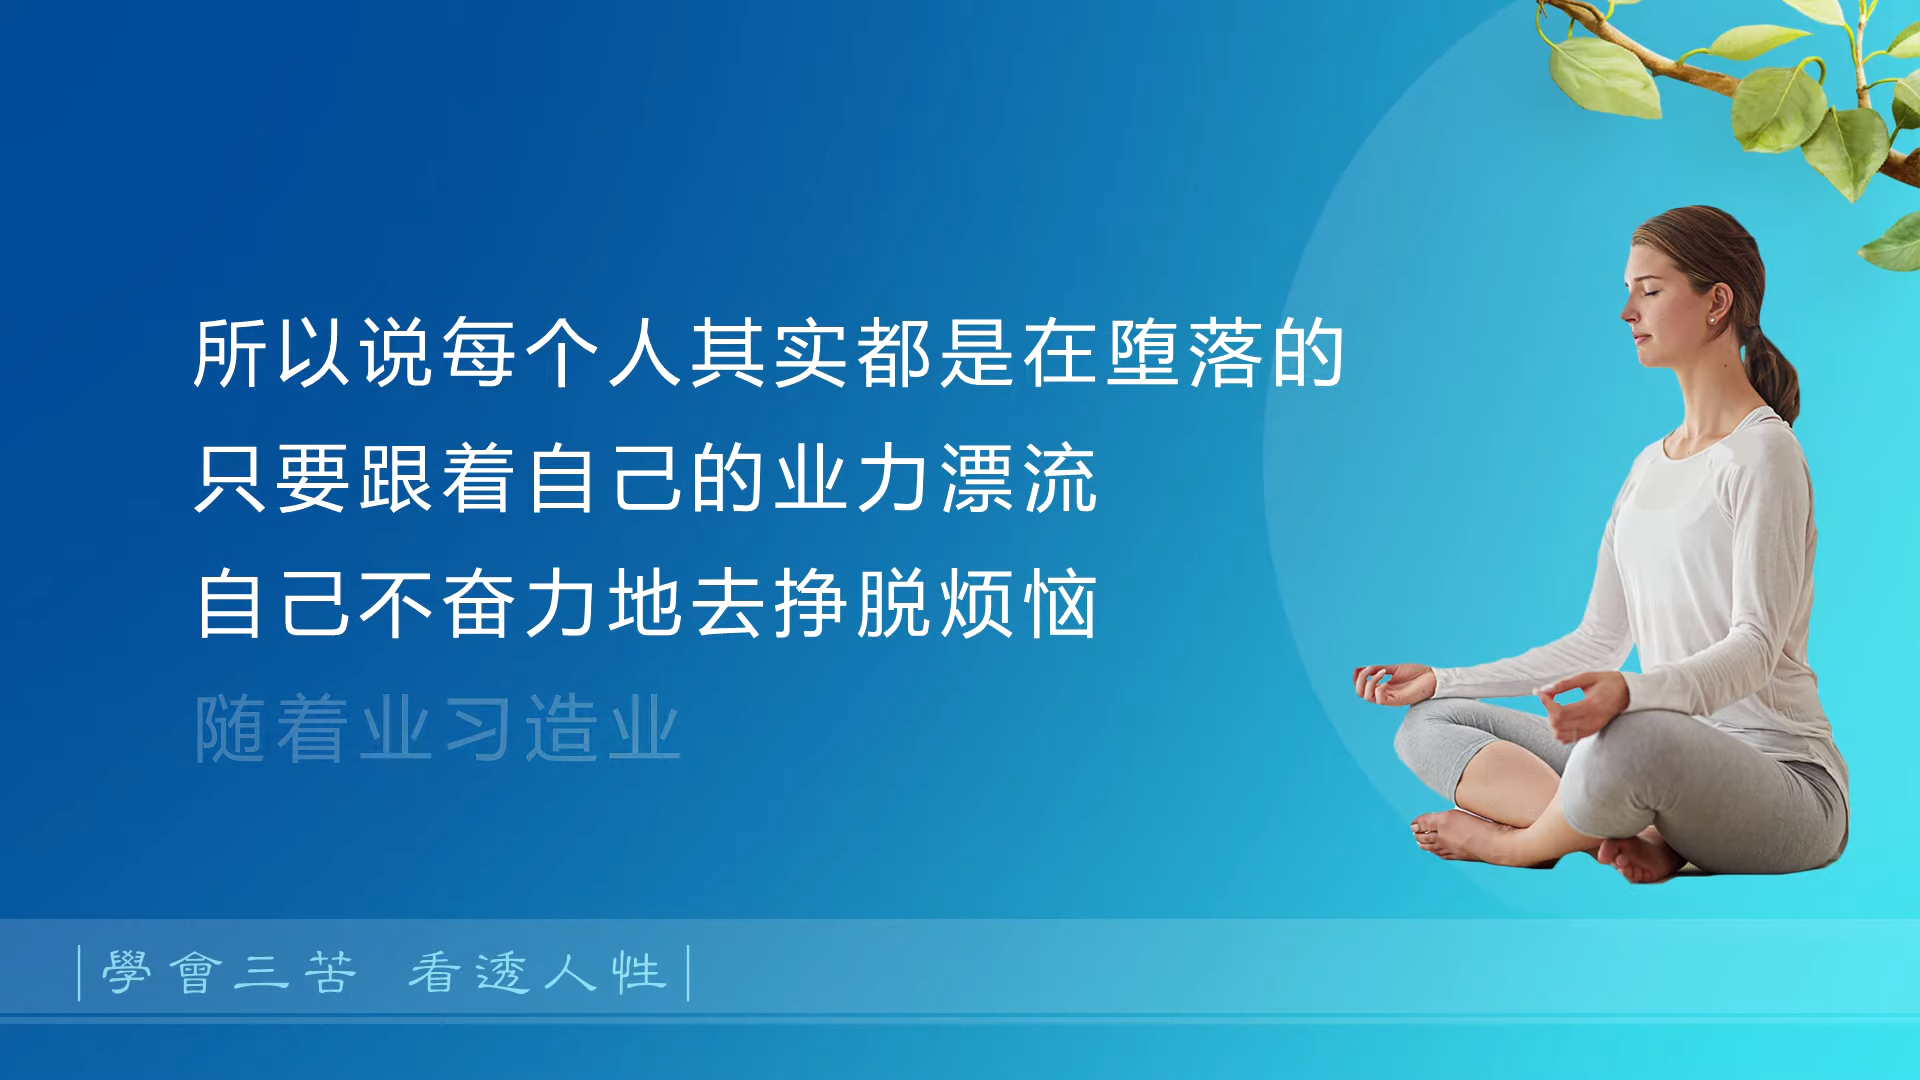 所以说每个人其实都是在堕落的
只要跟着自己的业力漂流
自己不奋力地去挣脱烦恼
随着业习造业
學會三苦 看透人性